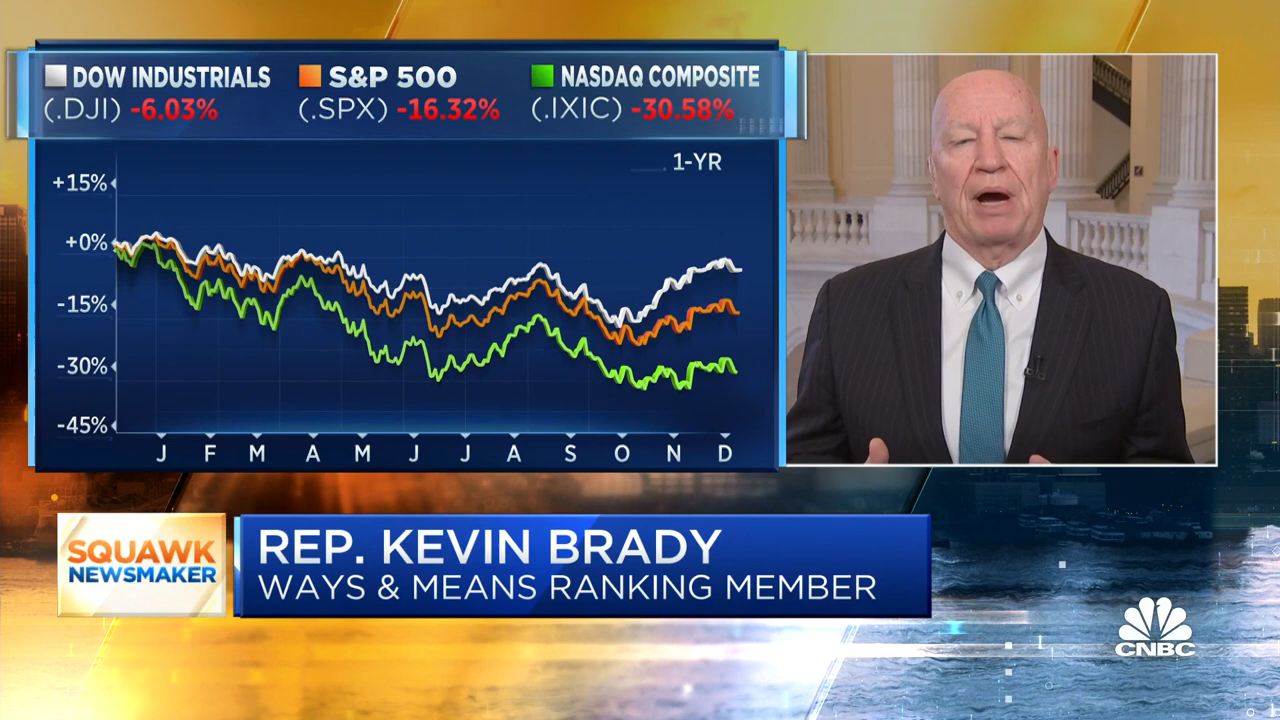 DOW INDUSTRIALS
(.DJI) -6.03%
S&P 500
(.SPX) -16.32%
NASDAQ COMPOSITE
(.IXIC) -30.58%
1-YR
+15%
+0%
-15%
-30%
-45%
J F M A M J J A S O N D
SQUAWK
NEWSMAKER
REP. KEVIN BRADY
WAYS & MEANS RANKING MEMBER
CNBC